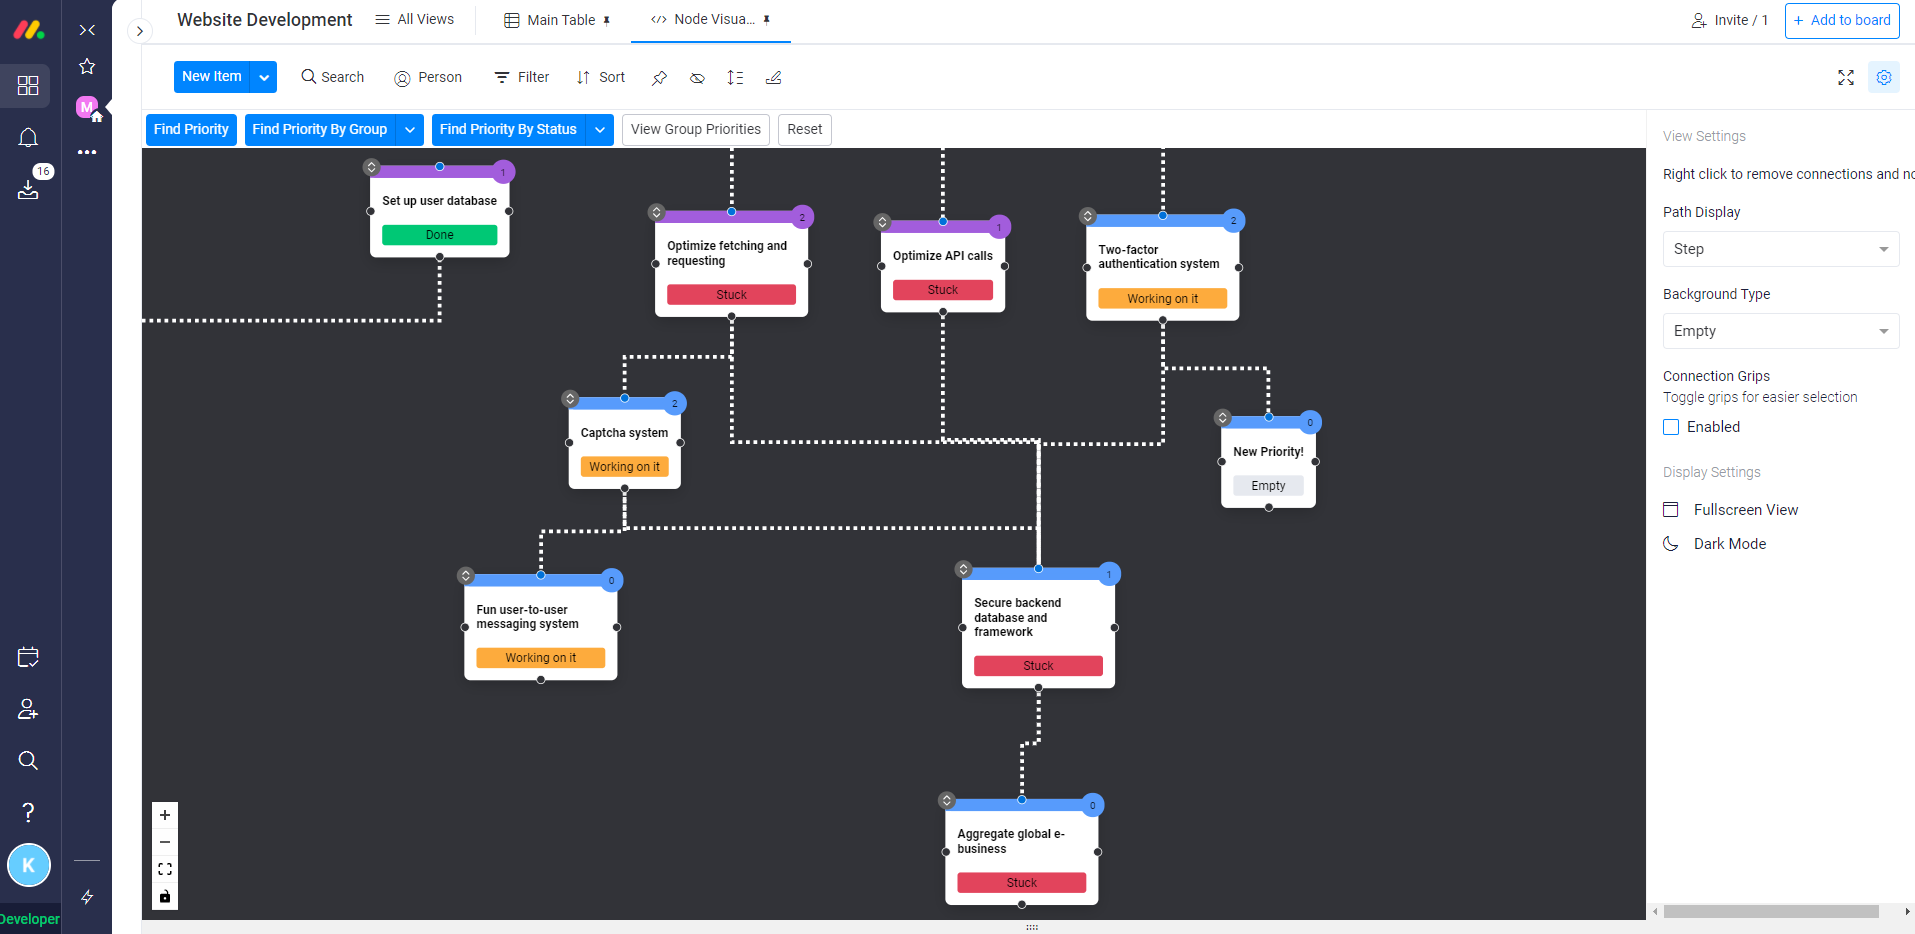 Website Development
All Views
Main Table
Node Visua...
Invite / 1
+ Add to board
New Item
Search
Person
Filter
Sort
M
16
Find Priority
Find Priority By Group
Find Priority By Status
View Group Priorities
Reset
1
Set up user database
Done
2
Optimize fetching and
requesting
Stuck
1
Optimize API calls
Stuck
2
Two-factor
authentication system
Working on it
2
Captcha system
Working on it
0
New Priority!
Empty
0
Fun user-to-user
messaging system
Working on it
1
Secure backend
database and
framework
Stuck
0
Aggregate global e-
business
Stuck
View Settings
Right click to remove connections and
Path Display
Step
Background Type
Empty
Connection Grips
Toggle grips for easier selection
Enabled
Display Settings
Fullscreen View
Dark Mode
K
Developer